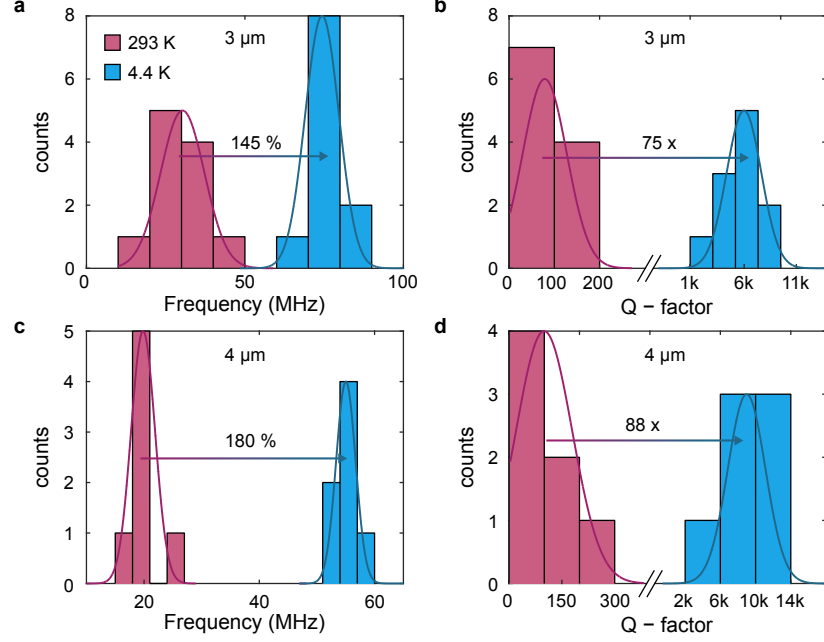 a
3 µm
293 K
4.4 K
145 %
counts
8
6
4
2
0
50
100
Frequency (MHz)
b
3 µm
75 x
counts
8
6
4
2
0
0
100
200
1k
6k
11k
Q − factor
c
4 µm
180 %
counts
5
4
3
2
1
0
20
40
60
Frequency (MHz)
d
4 µm
88 x
counts
4
3
2
1
0
0
150
300
2k
6k
10k
14k
Q − factor